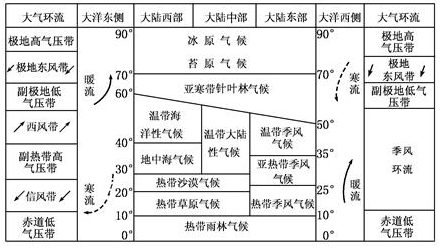 大气环流 大洋东侧 大陆西部 大陆中部 大陆东部 大洋西侧 大气环流
极地高气压带
极地东风带
副极地低气压带
西风带
副热带高气压带
信风带
赤道低气压带
暖流
寒流
90°
70°
60°
40°
30°
20°
10°
0°
冰原气候
苔原气候
亚寒带针叶林气候
温带海洋性气候
地中海气候
温带大陆性气候
温带季风气候
亚热带季风气候
热带沙漠气候
热带草原气候
热带季风气候
热带雨林气候
90°
70°
50°
35°
25°
10°
0°
寒流
暖流
极地高气压带
极地东风带
副极地低气压带
季风环流
赤道低气压带